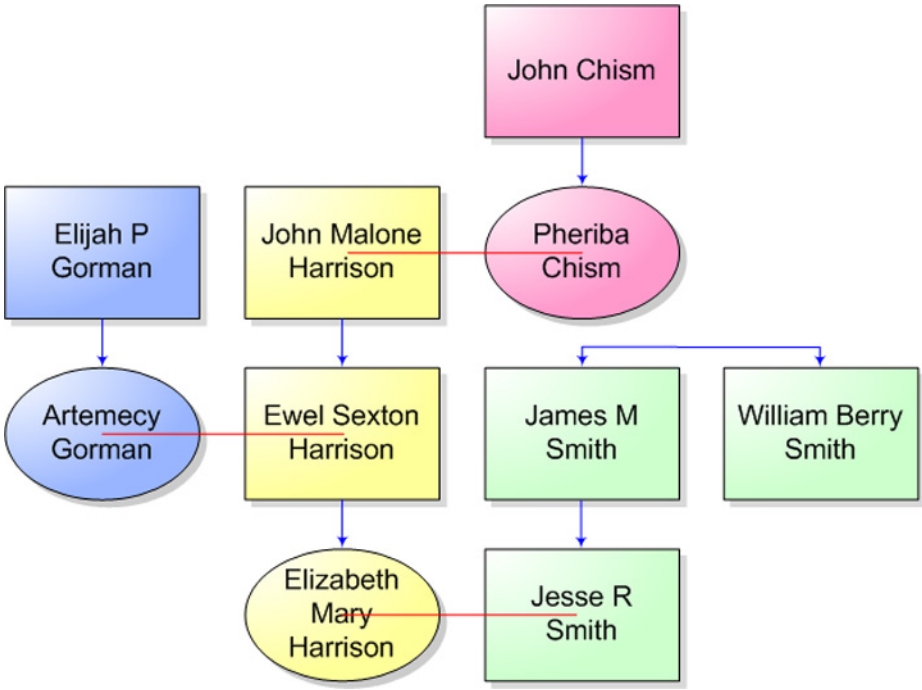 John Chism
Elijah P
Gorman
John Malone
Harrison
Pheriba
Chism
Artemecy
Gorman
Ewel Sexton
Harrison
James M
Smith
William Berry
Smith
Elizabeth
Mary
Harrison
Jesse R
Smith